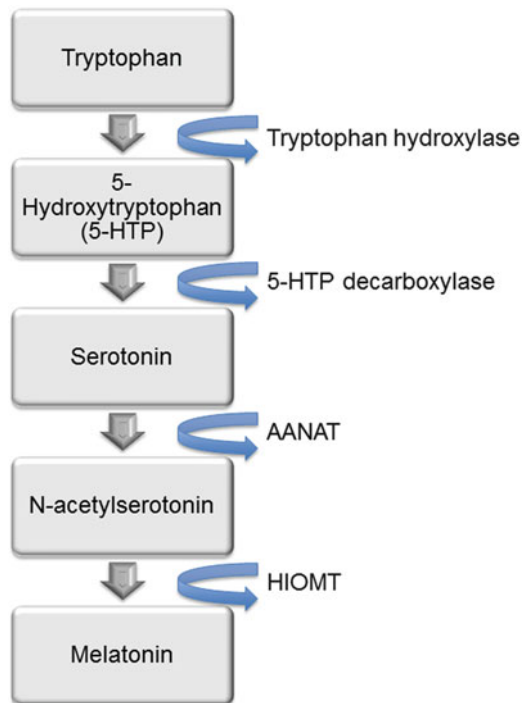 Tryptophan
Tryptophan hydroxylase
5-
Hydroxytryptophan
(5-HTP)
5-HTP decarboxylase
Serotonin
AANAT
N-acetylserotonin
HIOMT
Melatonin